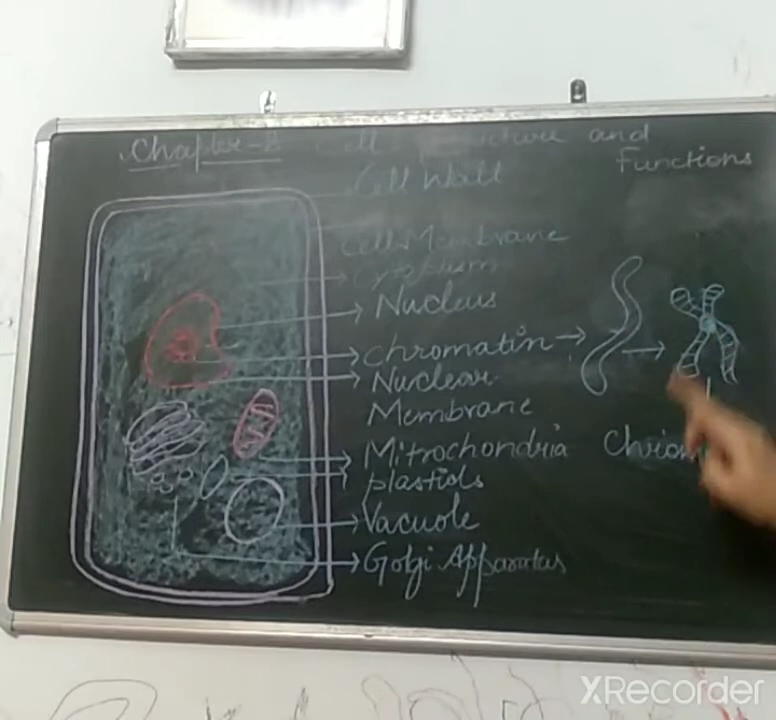 Chapter-8 Cell Structure and
Functions
Cell Wall
Cell Membrane
Cytoplasm
Nucleus
Chromatin
Nuclear
Membrane
Mitochondria
plastids
Vacuole
Golgi Apparatus
XRecorder